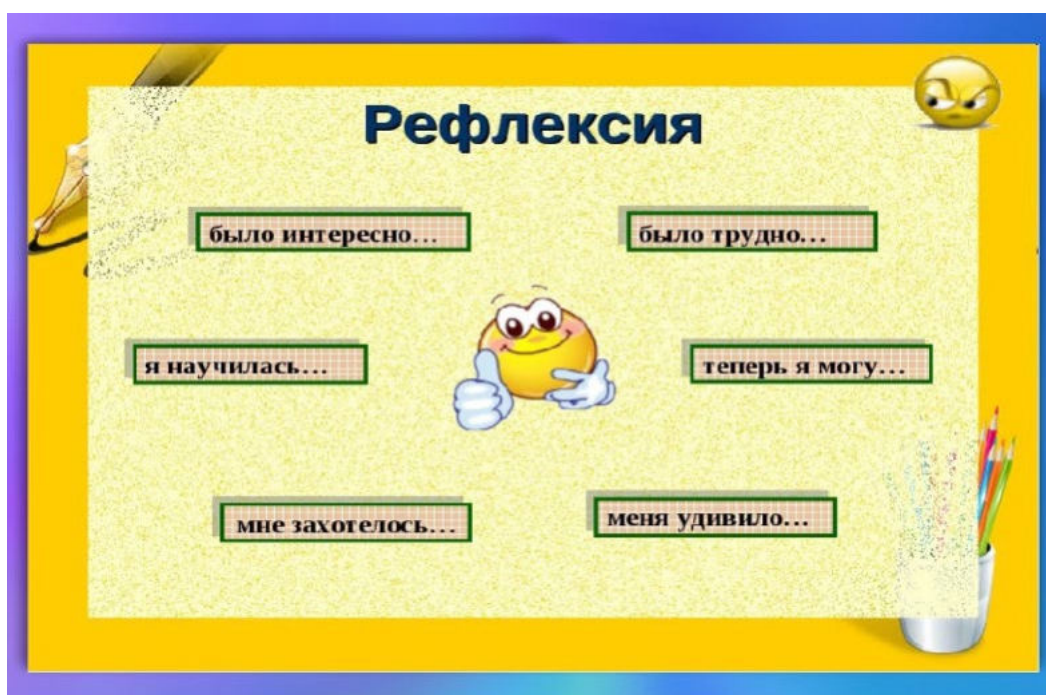 Рефлексия
было интересно…
было трудно…
я научилась…
теперь я могу…
мне захотелось…
меня удивило…